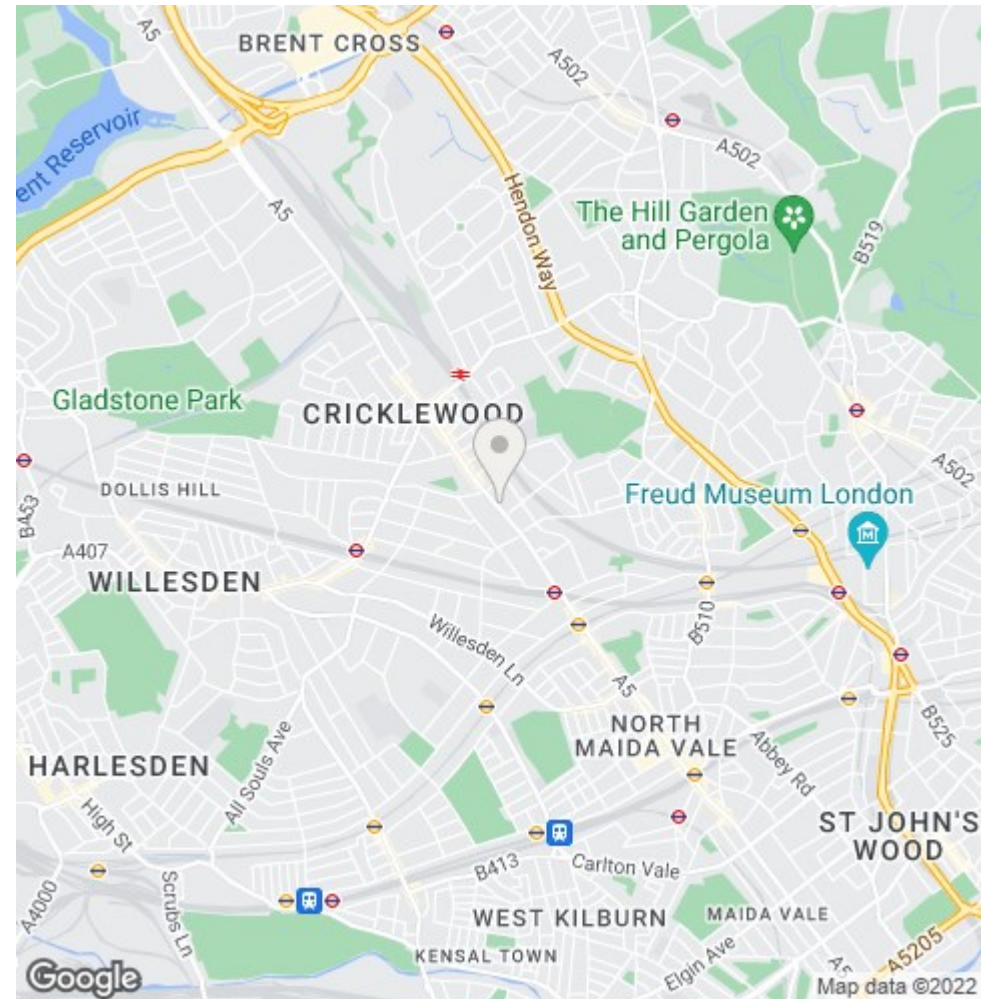 A5
BRENT CROSS
A502
ent Reservoir
A502
A5
Hendon Way
The Hill Garden
and Pergola
B519
Gladstone Park
CRICKLEWOOD
A502
DOLLIS HILL
Freud Museum London
B453
A407
WILLESDEN
B510
Willesden Ln
A5
B525
NORTH
MAIDA VALE
Abbey Rd
HARLESDEN
All Souls Ave
High St
ST JOHN'S
WOOD
B413
Carlton Vale
A4000
Scrubs Ln
WEST KILBURN
MAIDA VALE
KENSAL TOWN
Elgin Ave
A5
A5205
Google
Map data ©2022